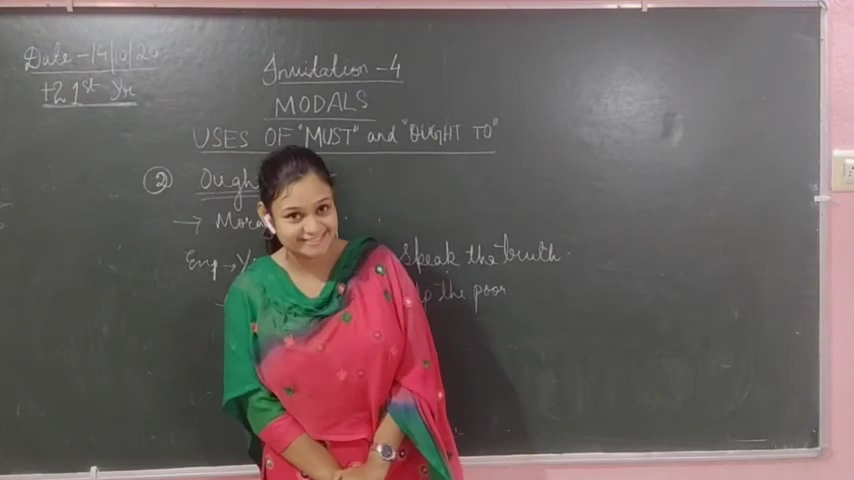 Date - 14/10/20
+2 1st Yr
Invitation - 4
MODALS
USES OF "MUST" and "OUGHT TO"
② Ough
→ Mora
Eng → Y speak the truth.
the poor.